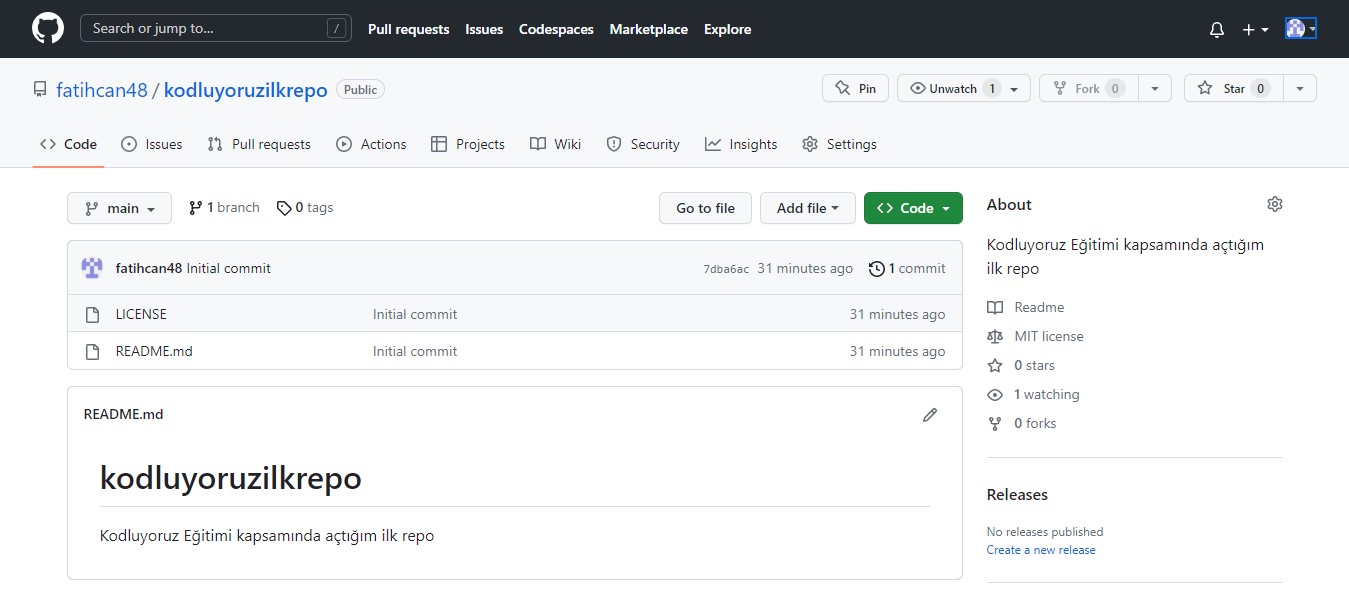 Search or jump to... / Pull requests Issues Codespaces Marketplace Explore
fatihcan48 / kodluyoruzilkrepo Public Pin Unwatch 1 Fork 0 Star 0
Code Issues Pull requests Actions Projects Wiki Security Insights Settings
main 1 branch 0 tags Go to file Add file Code
fatihcan48 Initial commit 7dba6ac 31 minutes ago 1 commit
LICENSE Initial commit 31 minutes ago
README.md Initial commit 31 minutes ago
README.md
kodluyoruzilkrepo
Kodluyoruz Eğitimi kapsamında açtığım ilk repo
About
Kodluyoruz Eğitimi kapsamında açtığım
ilk repo
Readme
MIT license
0 stars
1 watching
0 forks
Releases
No releases published
Create a new release